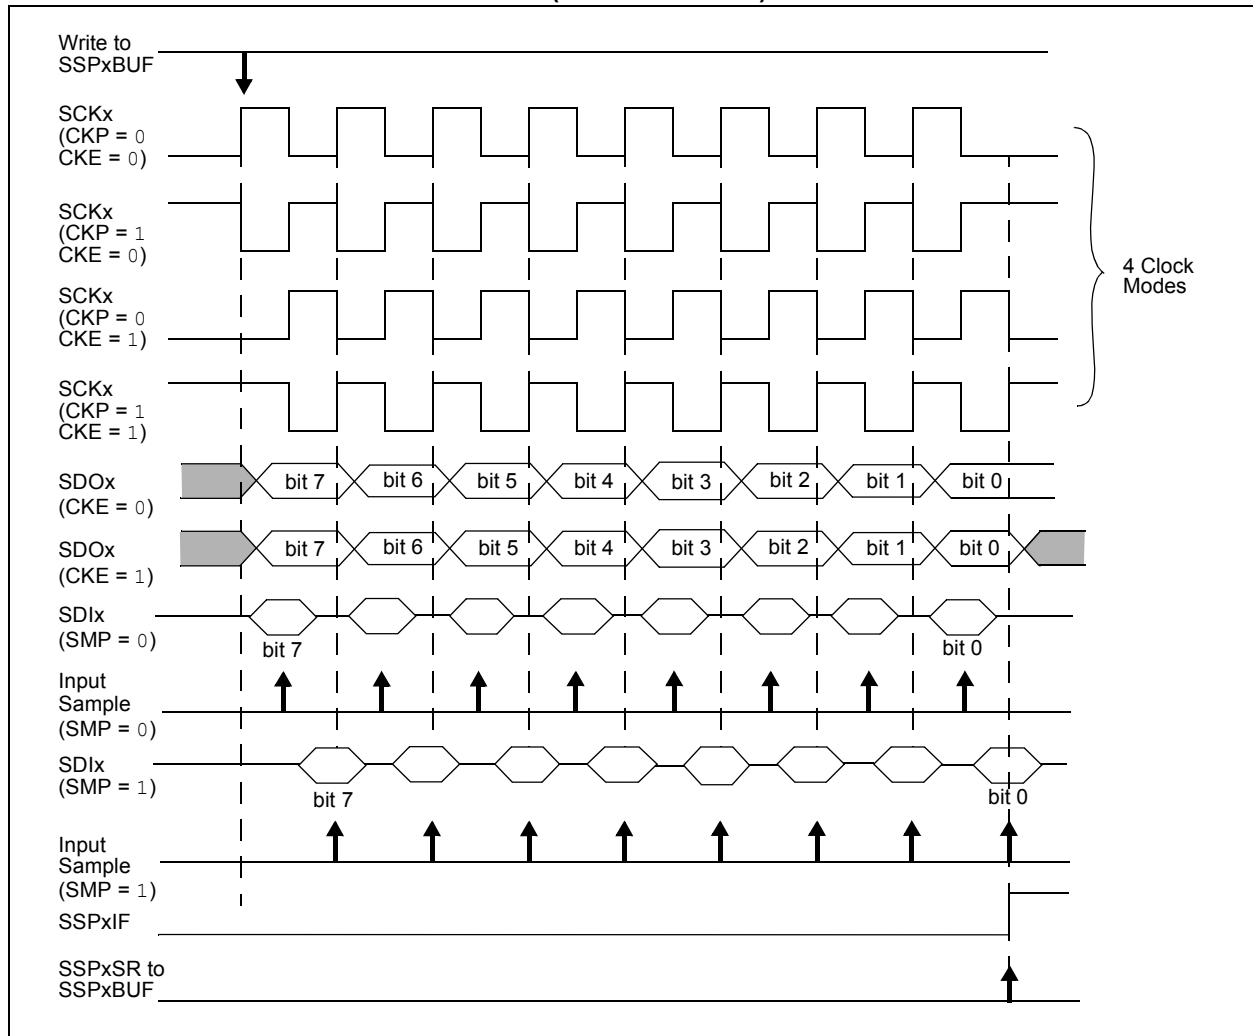 Write to
SSPxBUF
SCKx
(CKP = 0
CKE = 0)
SCKx
(CKP = 1
CKE = 0)
4 Clock
Modes
SCKx
(CKP = 0
CKE = 1)
SCKx
(CKP = 1
CKE = 1)
SDOx
(CKE = 0)
bit 7 bit 6 bit 5 bit 4 bit 3 bit 2 bit 1 bit 0
SDOx
(CKE = 1)
bit 7 bit 6 bit 5 bit 4 bit 3 bit 2 bit 1 bit 0
SDIx
(SMP = 0)
bit 7 bit 0
Input
Sample
(SMP = 0)
SDIx
(SMP = 1)
bit 7 bit 0
Input
Sample
(SMP = 1)
SSPxIF
SSPxSR to
SSPxBUF